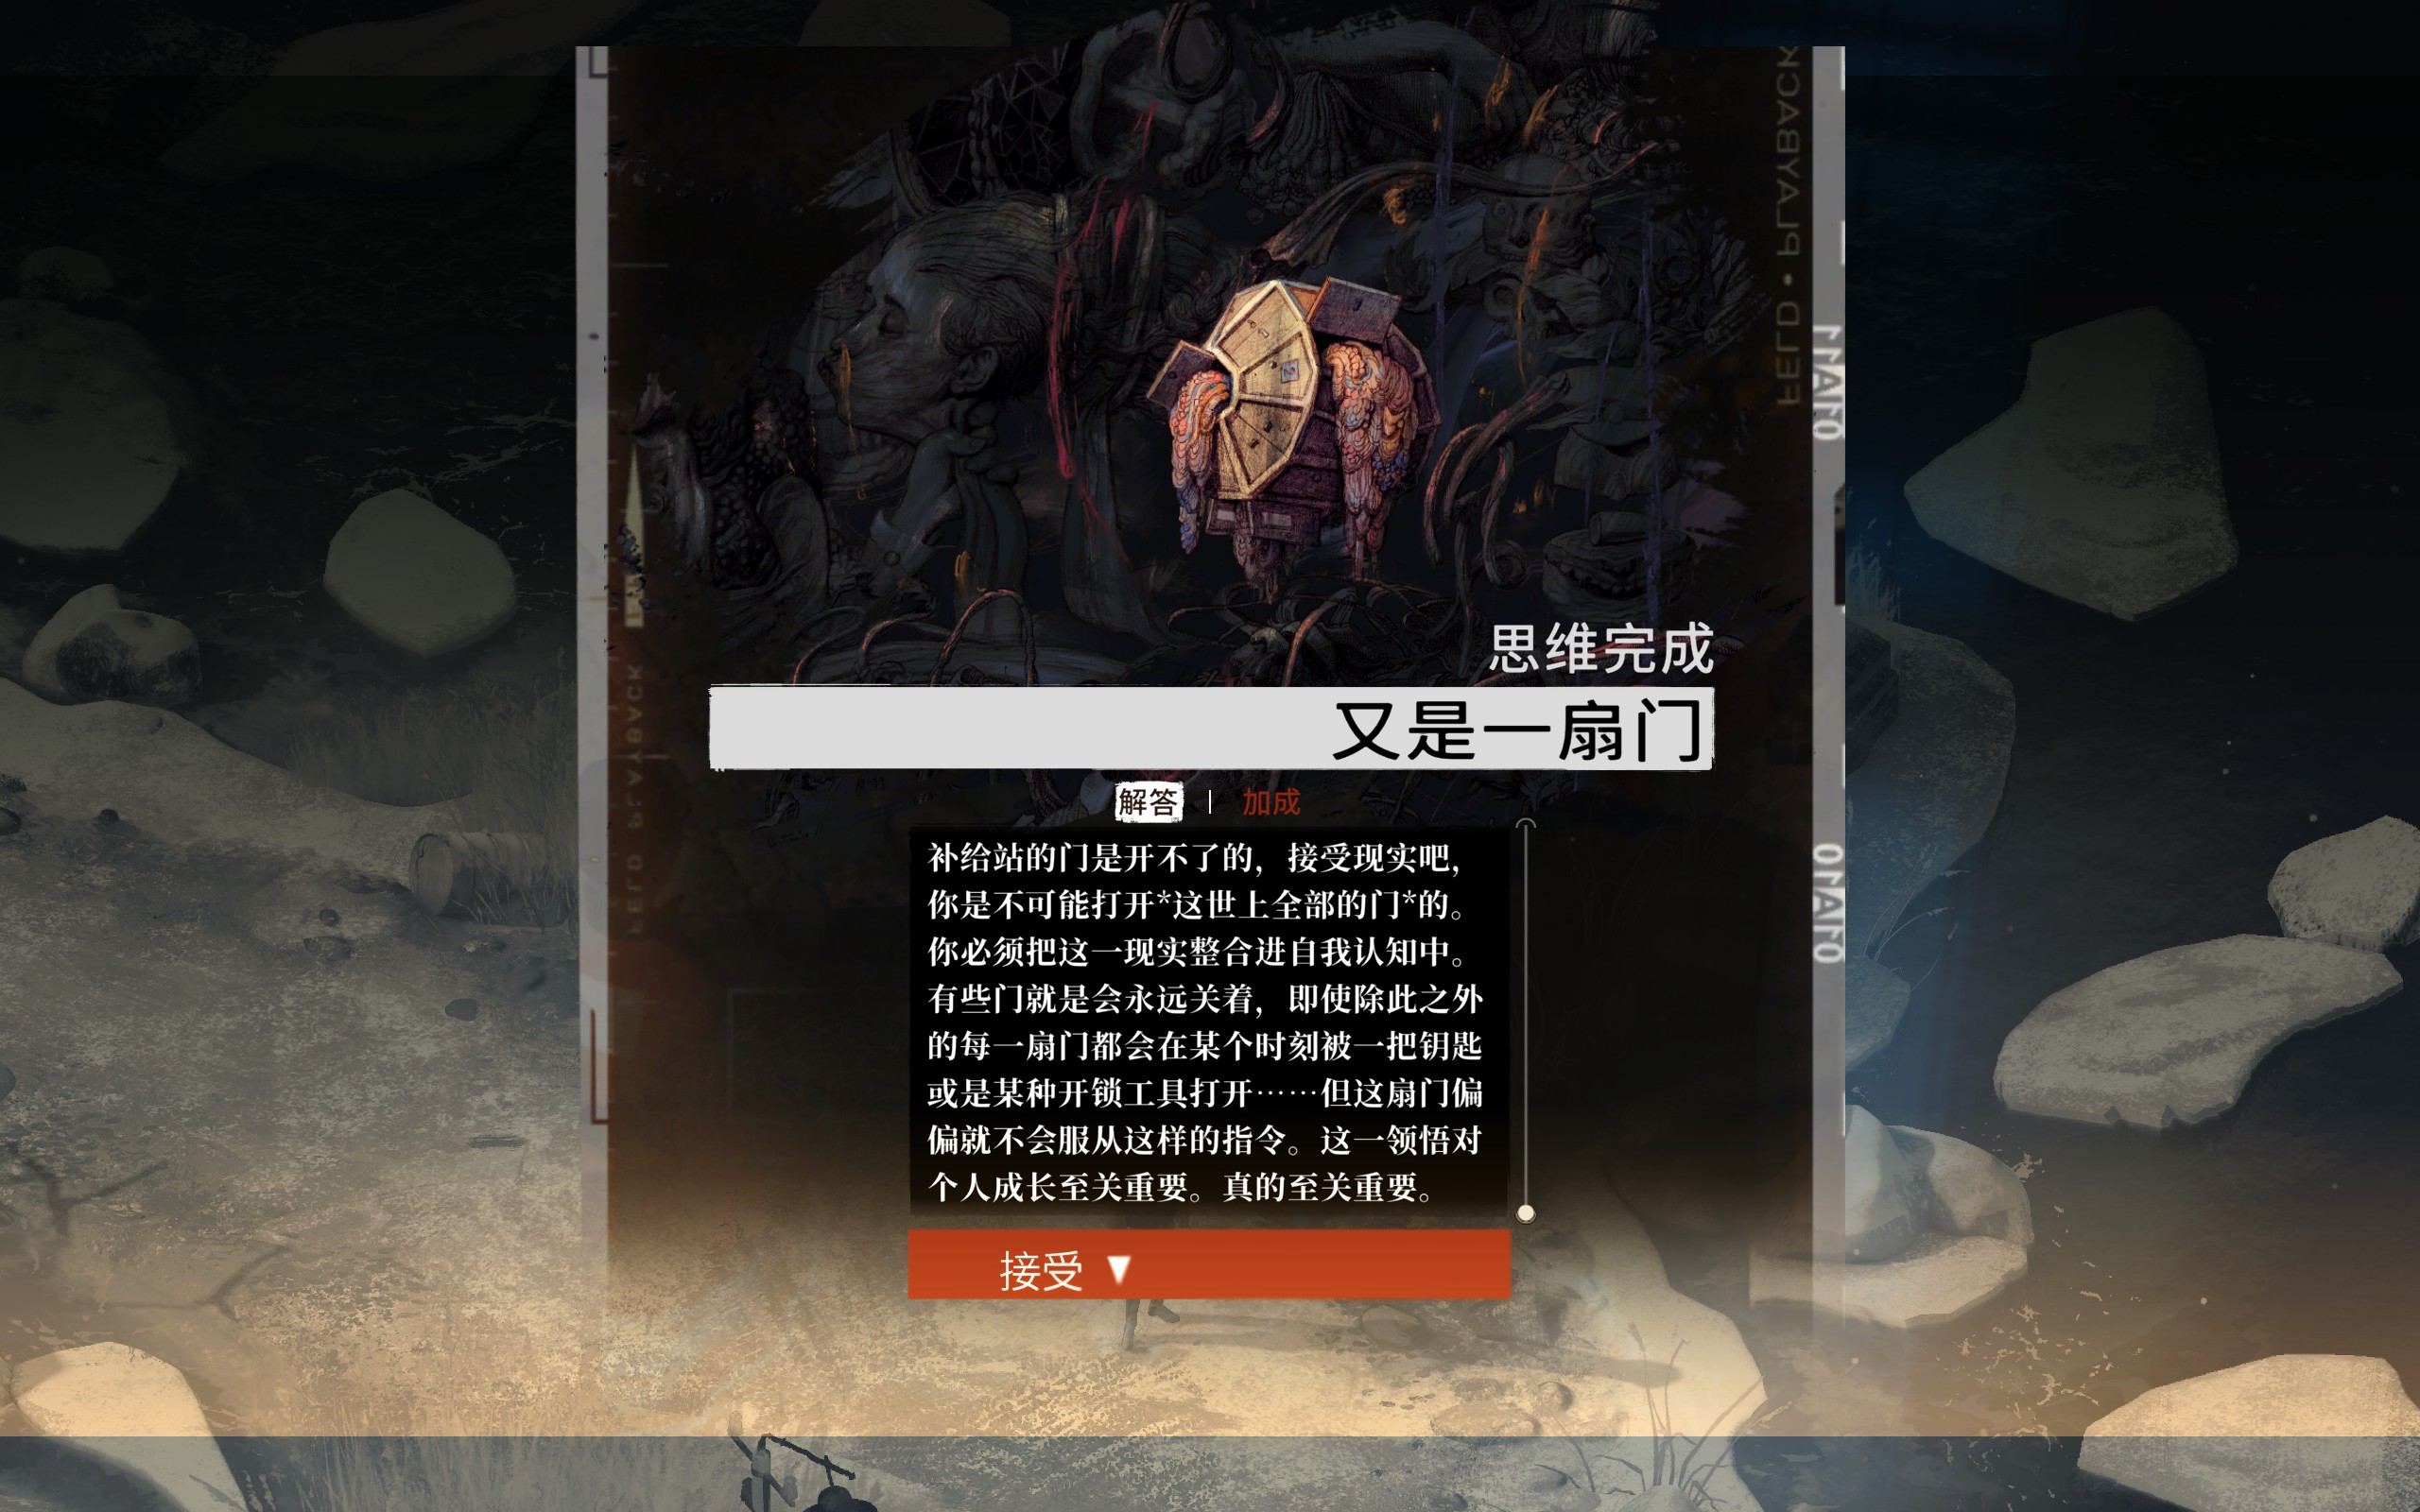 思维完成
又是一扇门
解答 | 加成
补给站的门是开不了的，接受现实吧，
你是不可能打开*这世上全部的门*的。
你必须把这一现实整合进自我认知中。
有些门就是会永远关着，即使除此之外
的每一扇门都会在某个时刻被一把钥匙
或是某种开锁工具打开……但这扇门偏
偏就不会服从这样的指令。这一领悟对
个人成长至关重要。真的至关重要。
接受 ▼
FELD • PLAYBACK
FELD PLAYBACK